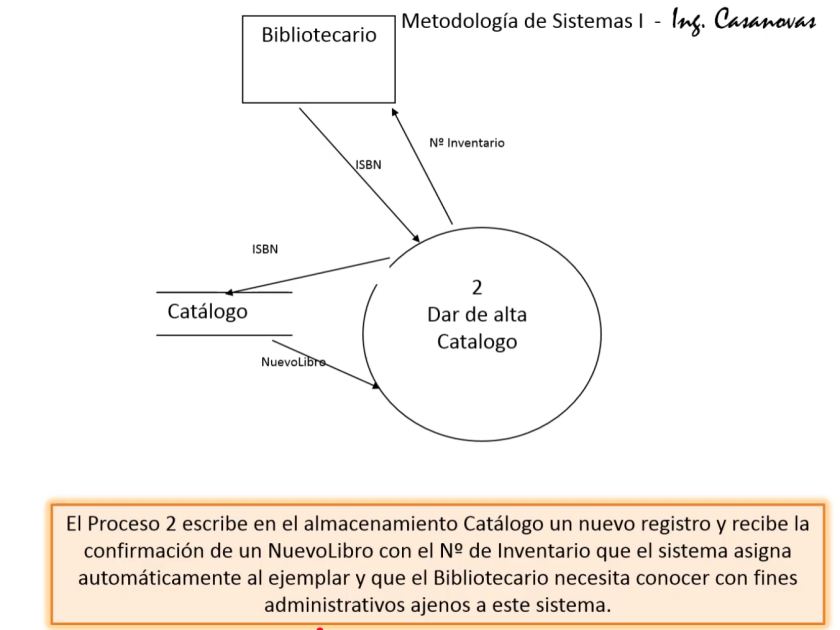 Bibliotecario
Metodología de Sistemas I - Ing. Casanovas
Nº Inventario
ISBN
ISBN
2
Dar de alta
Catalogo
Catálogo
NuevoLibro
El Proceso 2 escribe en el almacenamiento Catálogo un nuevo registro y recibe la
confirmación de un NuevoLibro con el Nº de Inventario que el sistema asigna
automáticamente al ejemplar y que el Bibliotecario necesita conocer con fines
administrativos ajenos a este sistema.